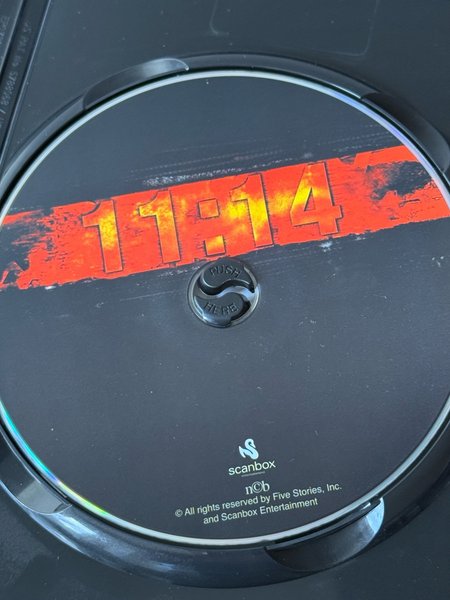 11:14
PUSH
HERE
scanbox
n©b
© All rights reserved by Five Stories, Inc.
and Scanbox Entertainment